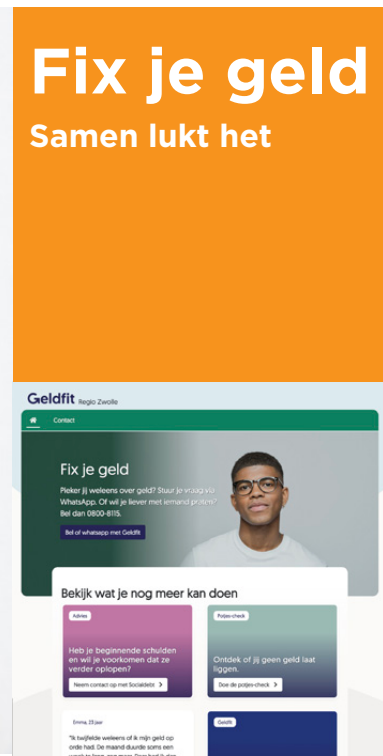 Fix je geld
Samen lukt het
Geldfit Regio Zwolle
Contact
Fix je geld
Pieker jij weleens over geld? Stuur je vraag via
WhatsApp. Of wil je liever met iemand praten?
Bel dan 0800-8115.
Bel of whatsapp met Geldfit
Bekijk wat je nog meer kan doen
Advies
Heb je beginnende schulden
en wil je voorkomen dat ze
verder oplopen?
Neem contact op met Socialdebt >
Potjes-check
Ontdek of jij geen geld laat
liggen.
Doe de potjes-check >
Emma, 23 jaar
"Ik twijfelde weleens of ik mijn geld op
orde had. De maand duurde soms een
Geldfit